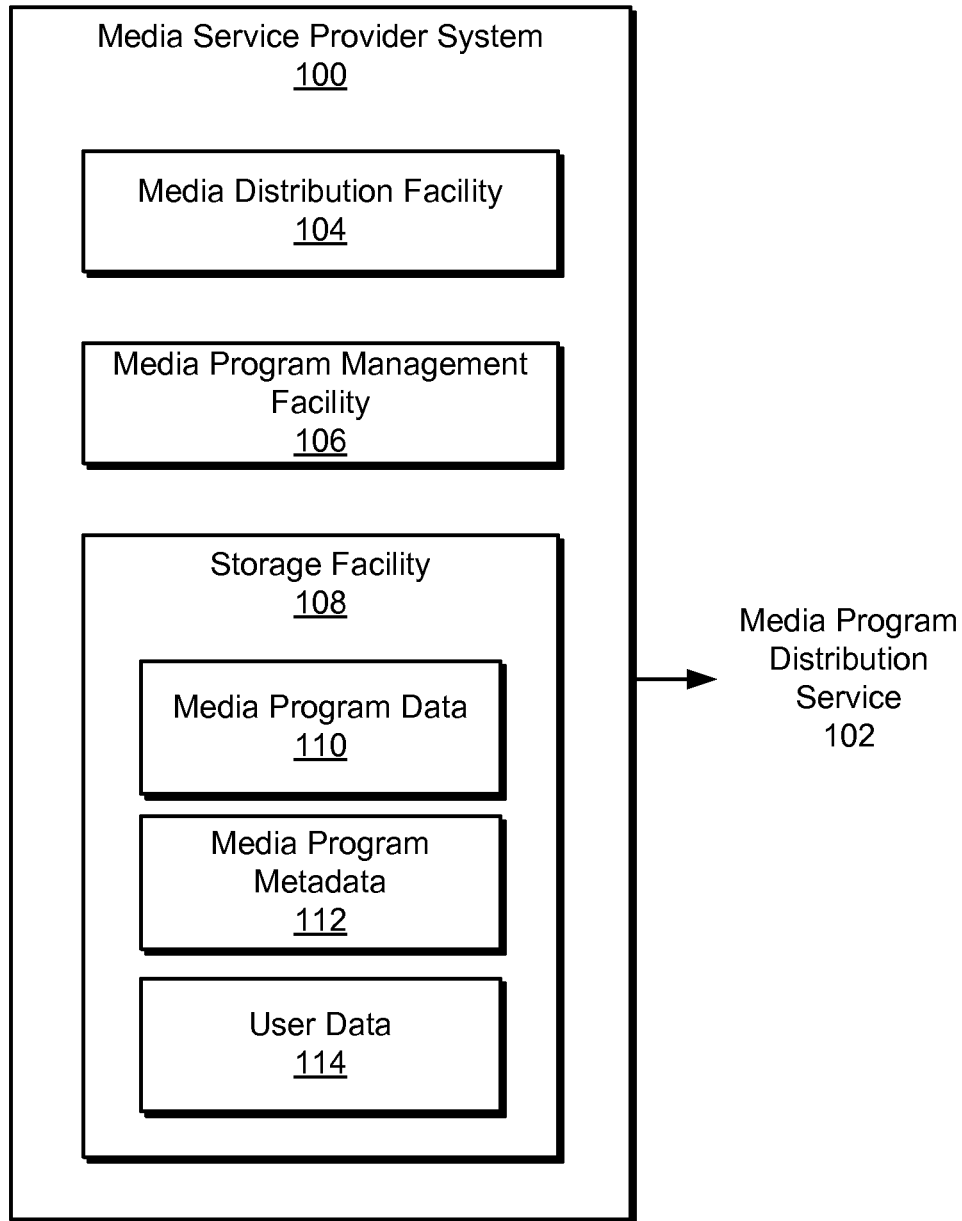 Media Service Provider System
100
Media Distribution Facility
104
Media Program Management
Facility
106
Storage Facility
108
Media Program Data
110
Media Program
Metadata
112
User Data
114
Media Program
Distribution
Service
102